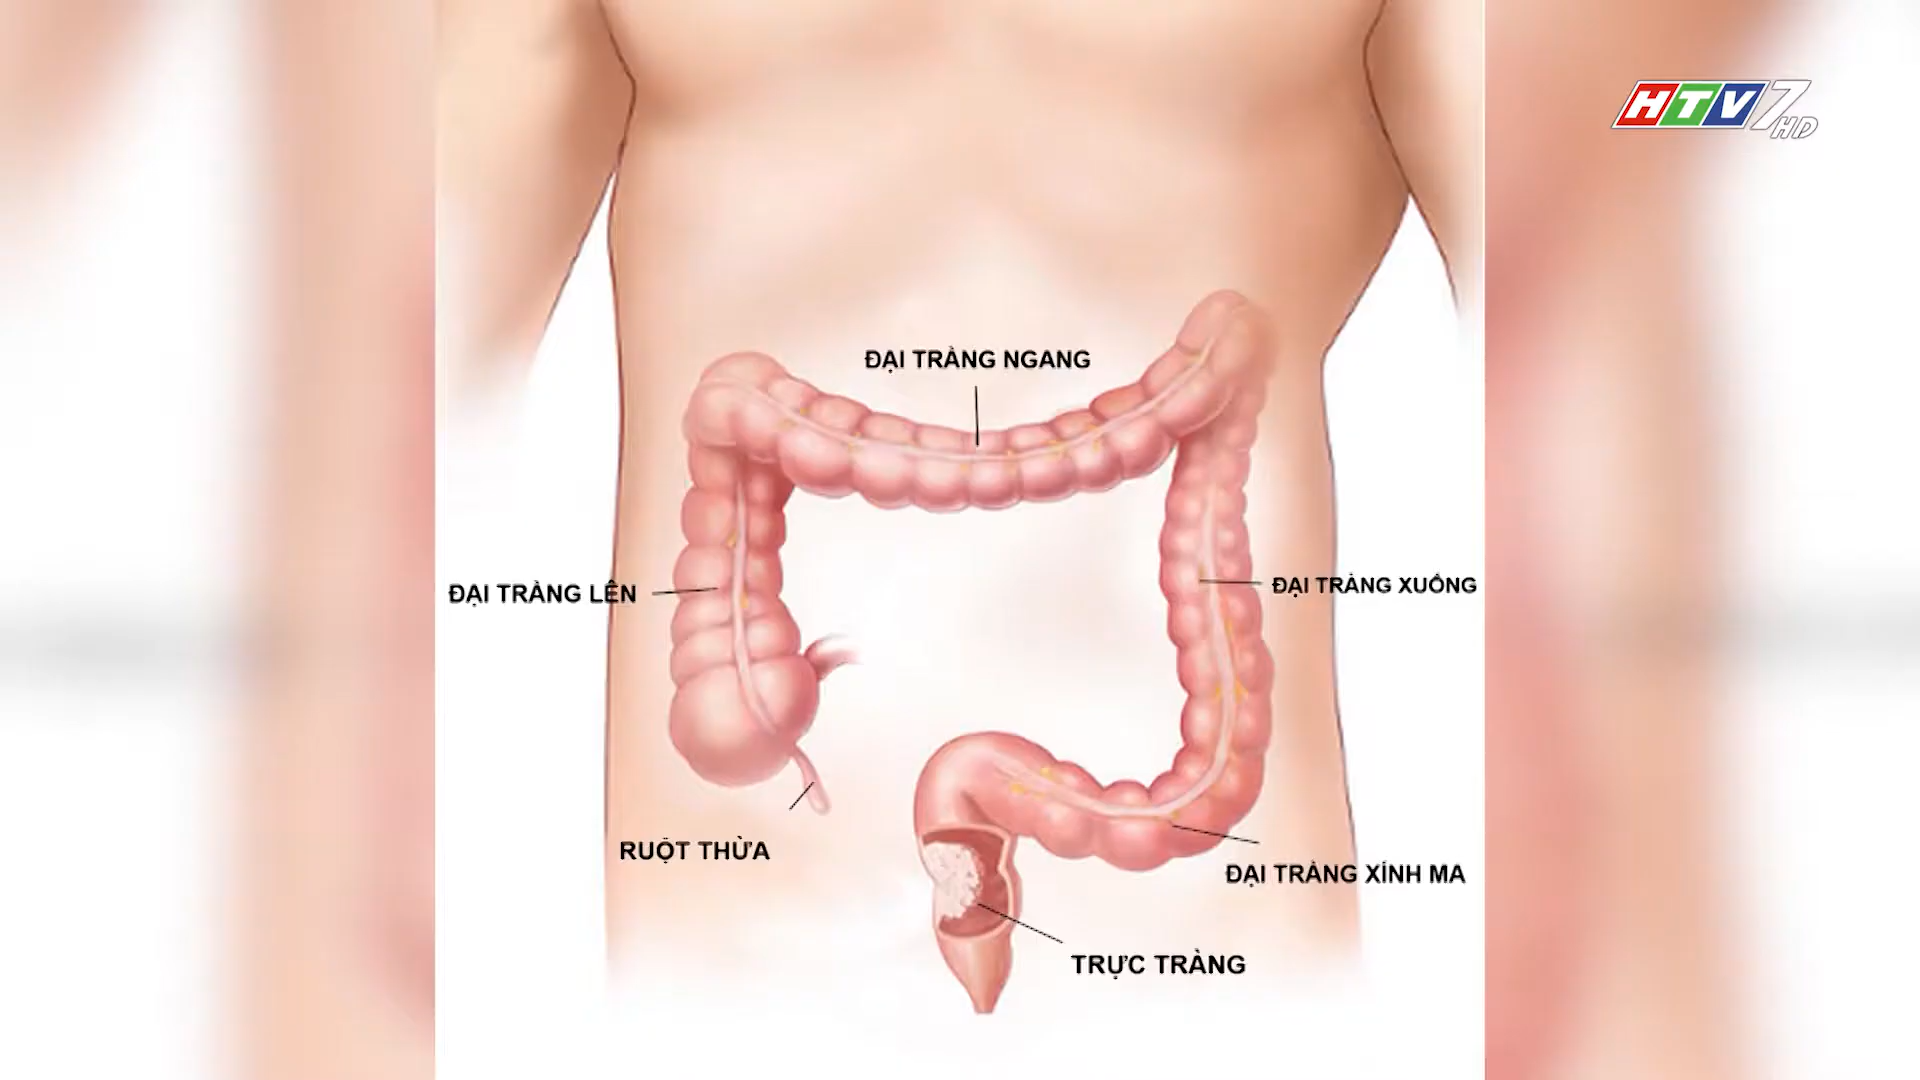 HTV7
HD
ĐẠI TRÀNG NGANG
ĐẠI TRÀNG LÊN
ĐẠI TRÀNG XUỐNG
RUỘT THỪA
ĐẠI TRÀNG XÍNH MA
TRỰC TRÀNG